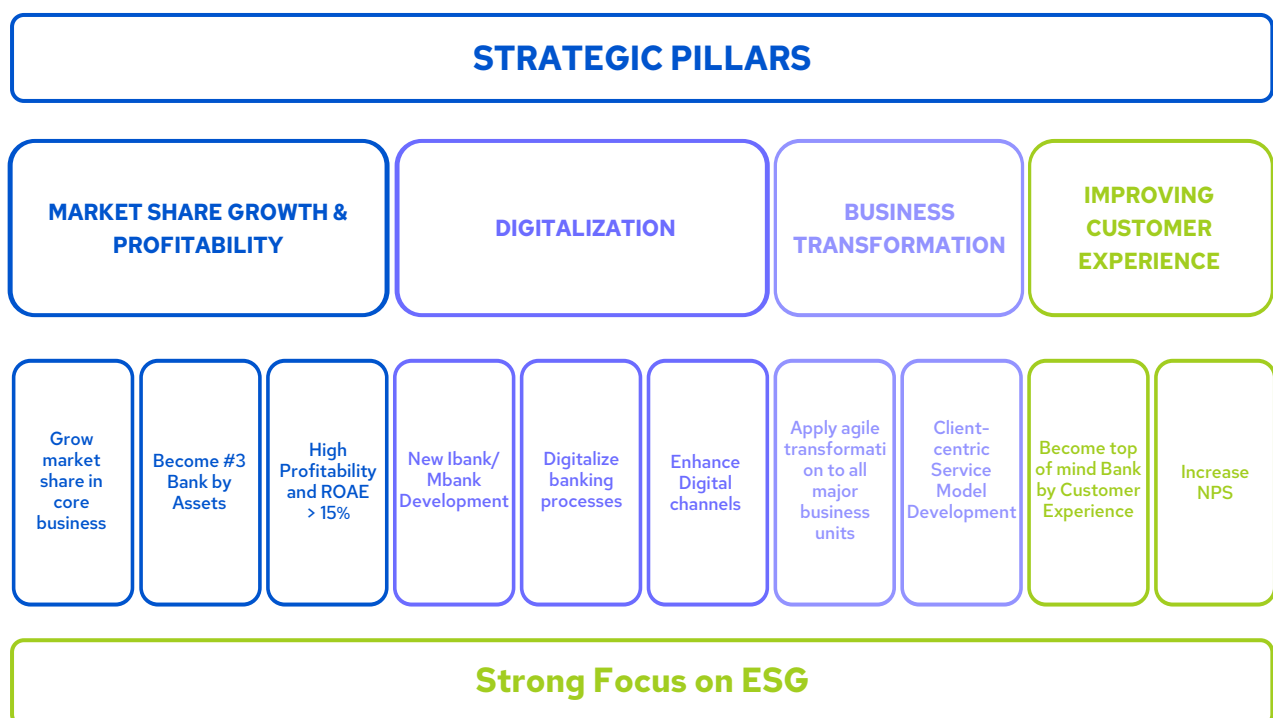 STRATEGIC PILLARS
MARKET SHARE GROWTH &
PROFITABILITY
DIGITALIZATION
BUSINESS
TRANSFORMATION
IMPROVING
CUSTOMER
EXPERIENCE
Grow
market
share in
core
business
Become #3
Bank by
Assets
High
Profitability
and ROAE
> 15%
New Ibank/
Mbank
Development
Digitalize
banking
processes
Enhance
Digital
channels
Apply agile
transformati
on to all
major
business
units
Client-
centric
Service
Model
Development
Become top
of mind Bank
by Customer
Experience
Increase
NPS
Strong Focus on ESG